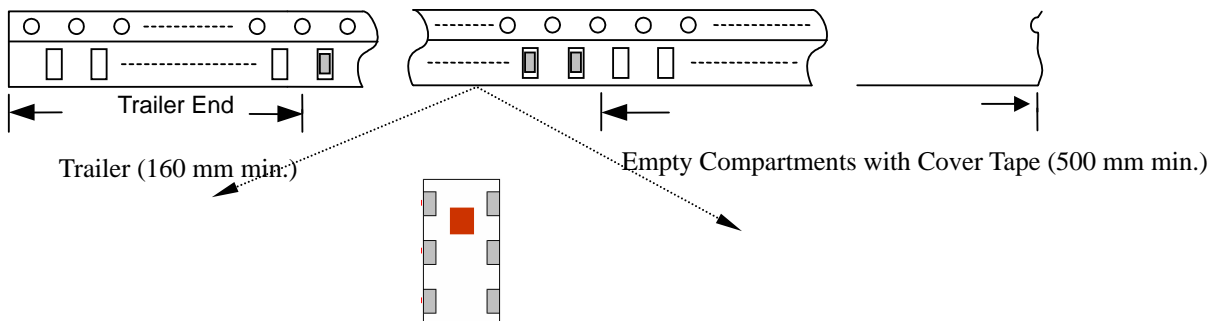 Trailer End
Trailer (160 mm min.)
Empty Compartments with Cover Tape (500 mm min.)